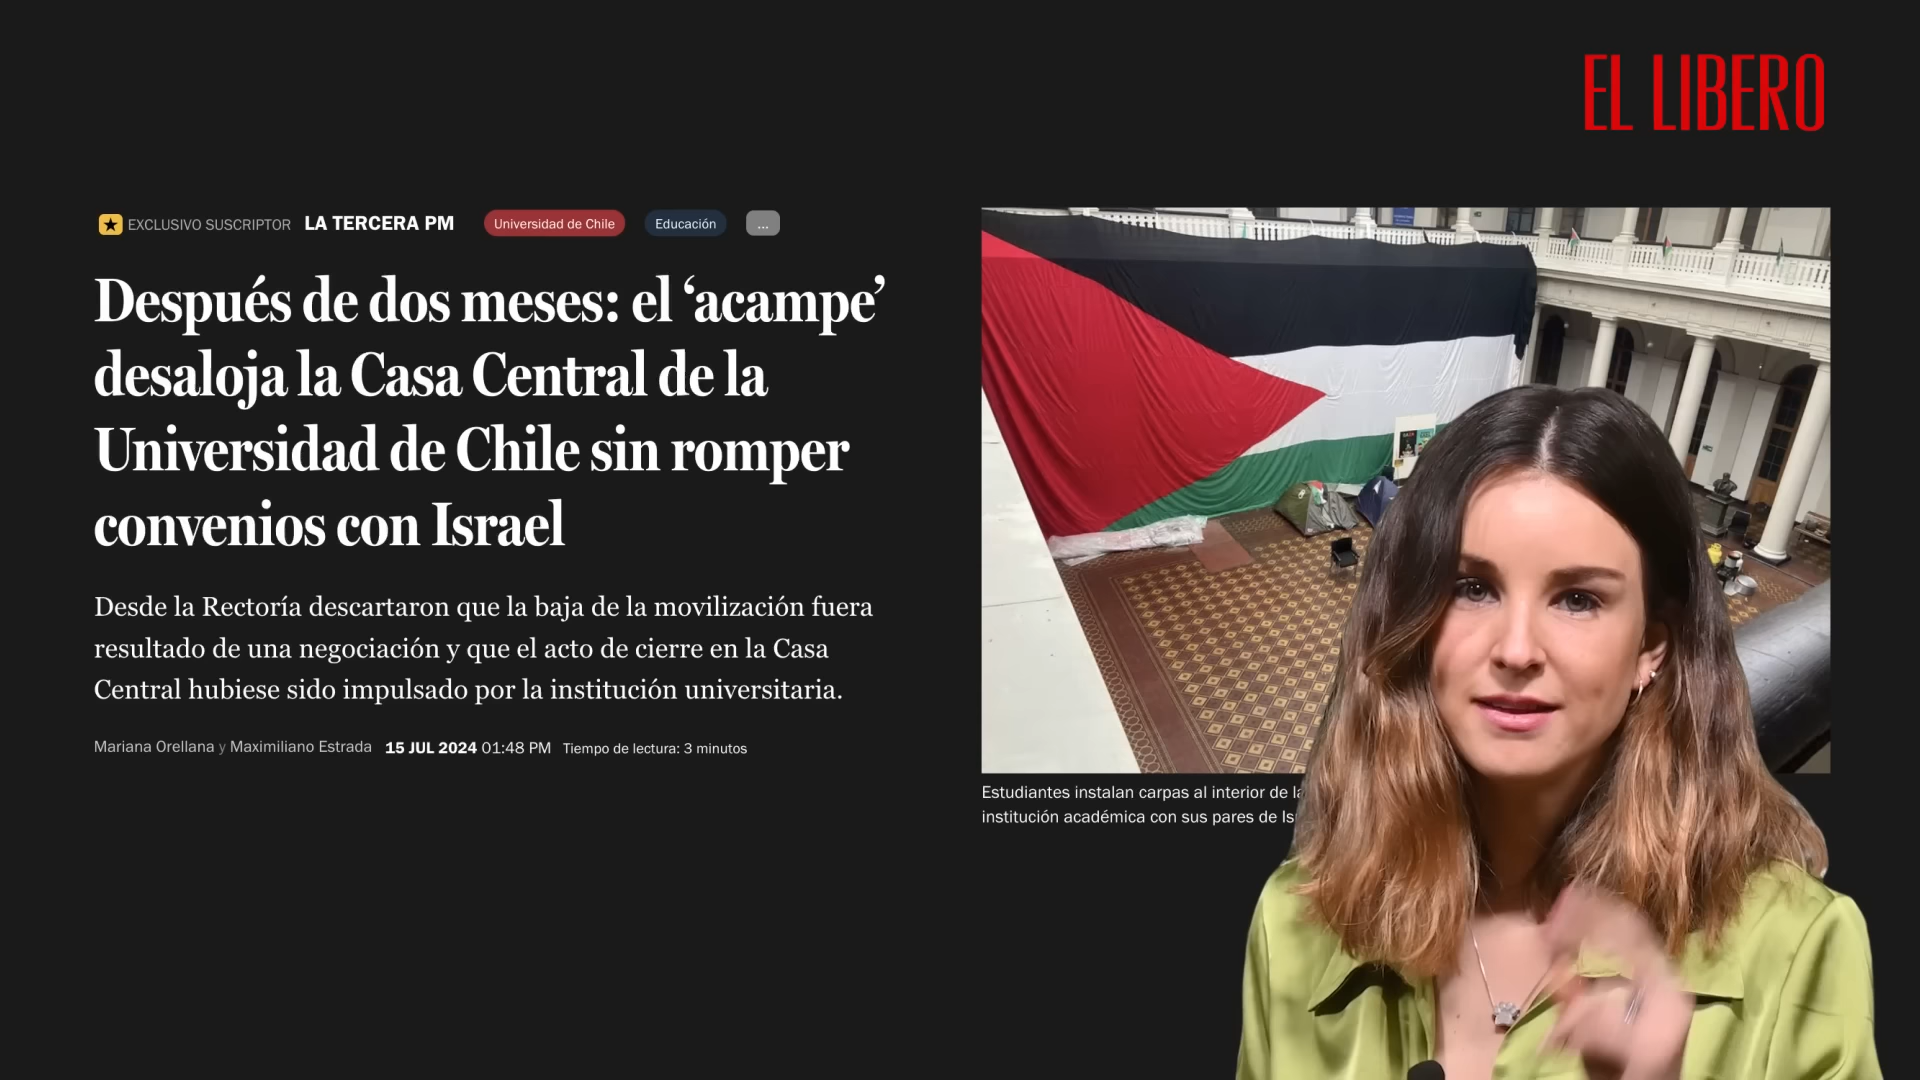 EL LIBERO
EXCLUSIVO SUSCRIPTOR LA TERCERA PM Universidad de Chile Educación ...
Después de dos meses: el ‘acampe’
desaloja la Casa Central de la
Universidad de Chile sin romper
convenios con Israel
Desde la Rectoría descartaron que la baja de la movilización fuera
resultado de una negociación y que el acto de cierre en la Casa
Central hubiese sido impulsado por la institución universitaria.
Mariana Orellana y Maximiliano Estrada 15 JUL 2024 01:48 PM Tiempo de lectura: 3 minutos
Estudiantes instalan carpas al interior de
institución académica con sus pares de